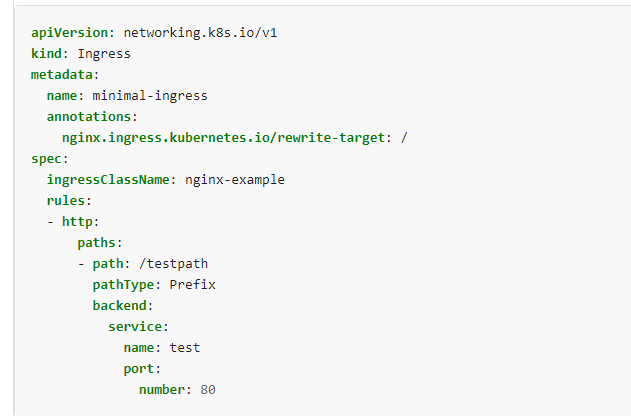 apiVersion: networking.k8s.io/v1
kind: Ingress
metadata:
  name: minimal-ingress
  annotations:
    nginx.ingress.kubernetes.io/rewrite-target: /
spec:
  ingressClassName: nginx-example
  rules:
  - http:
      paths:
      - path: /testpath
        pathType: Prefix
        backend:
          service:
            name: test
            port:
              number: 80